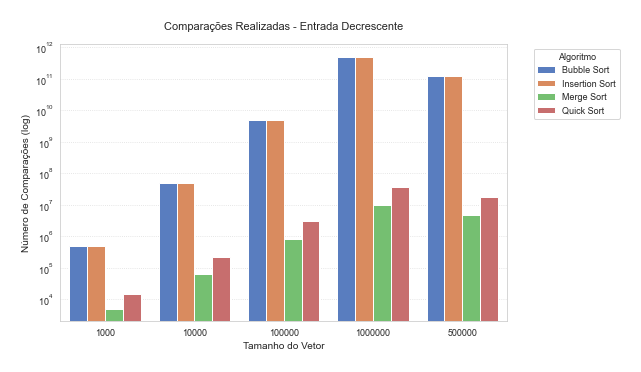 Comparações Realizadas - Entrada Decrescente
Número de Comparações (log)
10^12
10^11
10^10
10^9
10^8
10^7
10^6
10^5
10^4
1000
10000
100000
1000000
500000
Tamanho do Vetor
Algoritmo
Bubble Sort
Insertion Sort
Merge Sort
Quick Sort